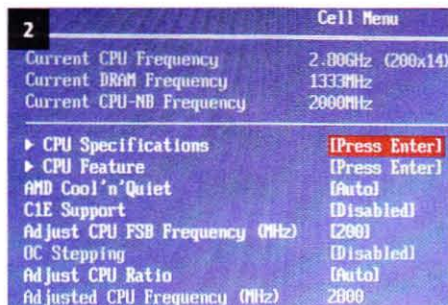 2
Cell Menu
Current CPU Frequency 2.80GHz (200x14)
Current DRAM Frequency 1333MHz
Current CPU-NB Frequency 2000MHz
▶ CPU Specifications [Press Enter]
▶ CPU Feature [Press Enter]
AMD Cool'n'Quiet [Auto]
C1E Support [Disabled]
Adjust CPU FSB Frequency (MHz) [200]
OC Stepping [Disabled]
Adjust CPU Ratio [Auto]
Adjusted CPU Frequency (MHz) 2800